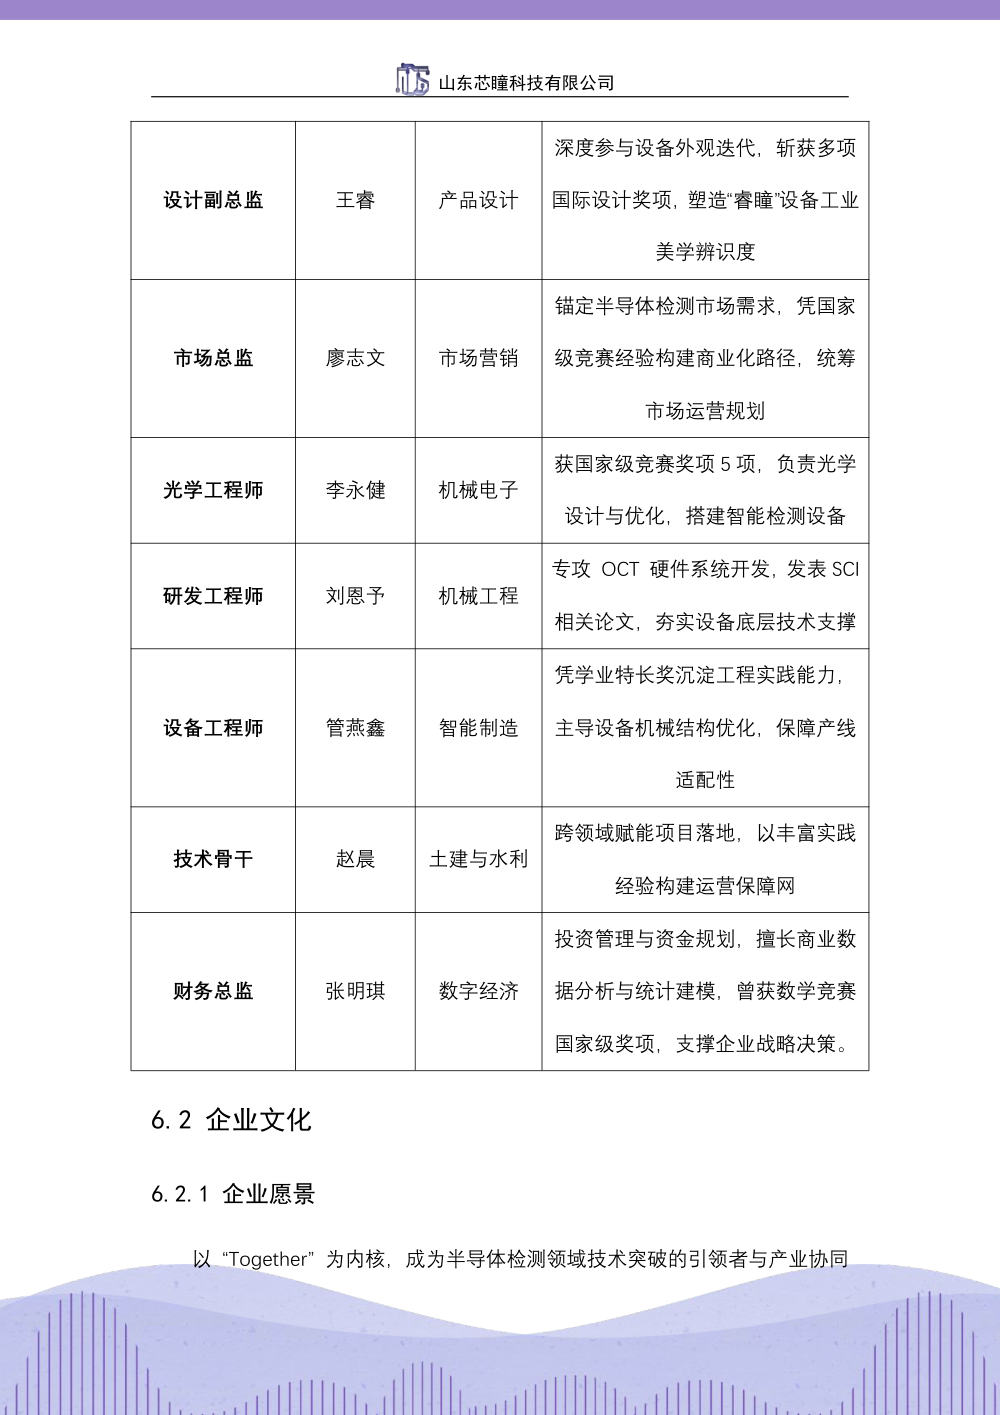 山东芯瞳科技有限公司
设计副总监 王睿 产品设计 深度参与设备外观迭代，斩获多项
国际设计奖项，塑造“睿瞳”设备工业
美学辨识度
市场总监 廖志文 市场营销 锚定半导体检测市场需求，凭国家
级竞赛经验构建商业化路径，统筹
市场运营规划
光学工程师 李永健 机械电子 获国家级竞赛奖项 5 项，负责光学
设计与优化，搭建智能检测设备
研发工程师 刘恩予 机械工程 专攻 OCT 硬件系统开发，发表 SCI
相关论文，夯实设备底层技术支撑
设备工程师 管燕鑫 智能制造 凭学业特长奖沉淀工程实践能力，
主导设备机械结构优化，保障产线
适配性
技术骨干 赵晨 土建与水利 跨领域赋能项目落地，以丰富实践
经验构建运营保障网
财务总监 张明琪 数字经济 投资管理与资金规划，擅长商业数
据分析与统计建模，曾获数学竞赛
国家级奖项，支撑企业战略决策。
6.2 企业文化
6.2.1 企业愿景
以 “Together” 为内核，成为半导体检测领域技术突破的引领者与产业协同